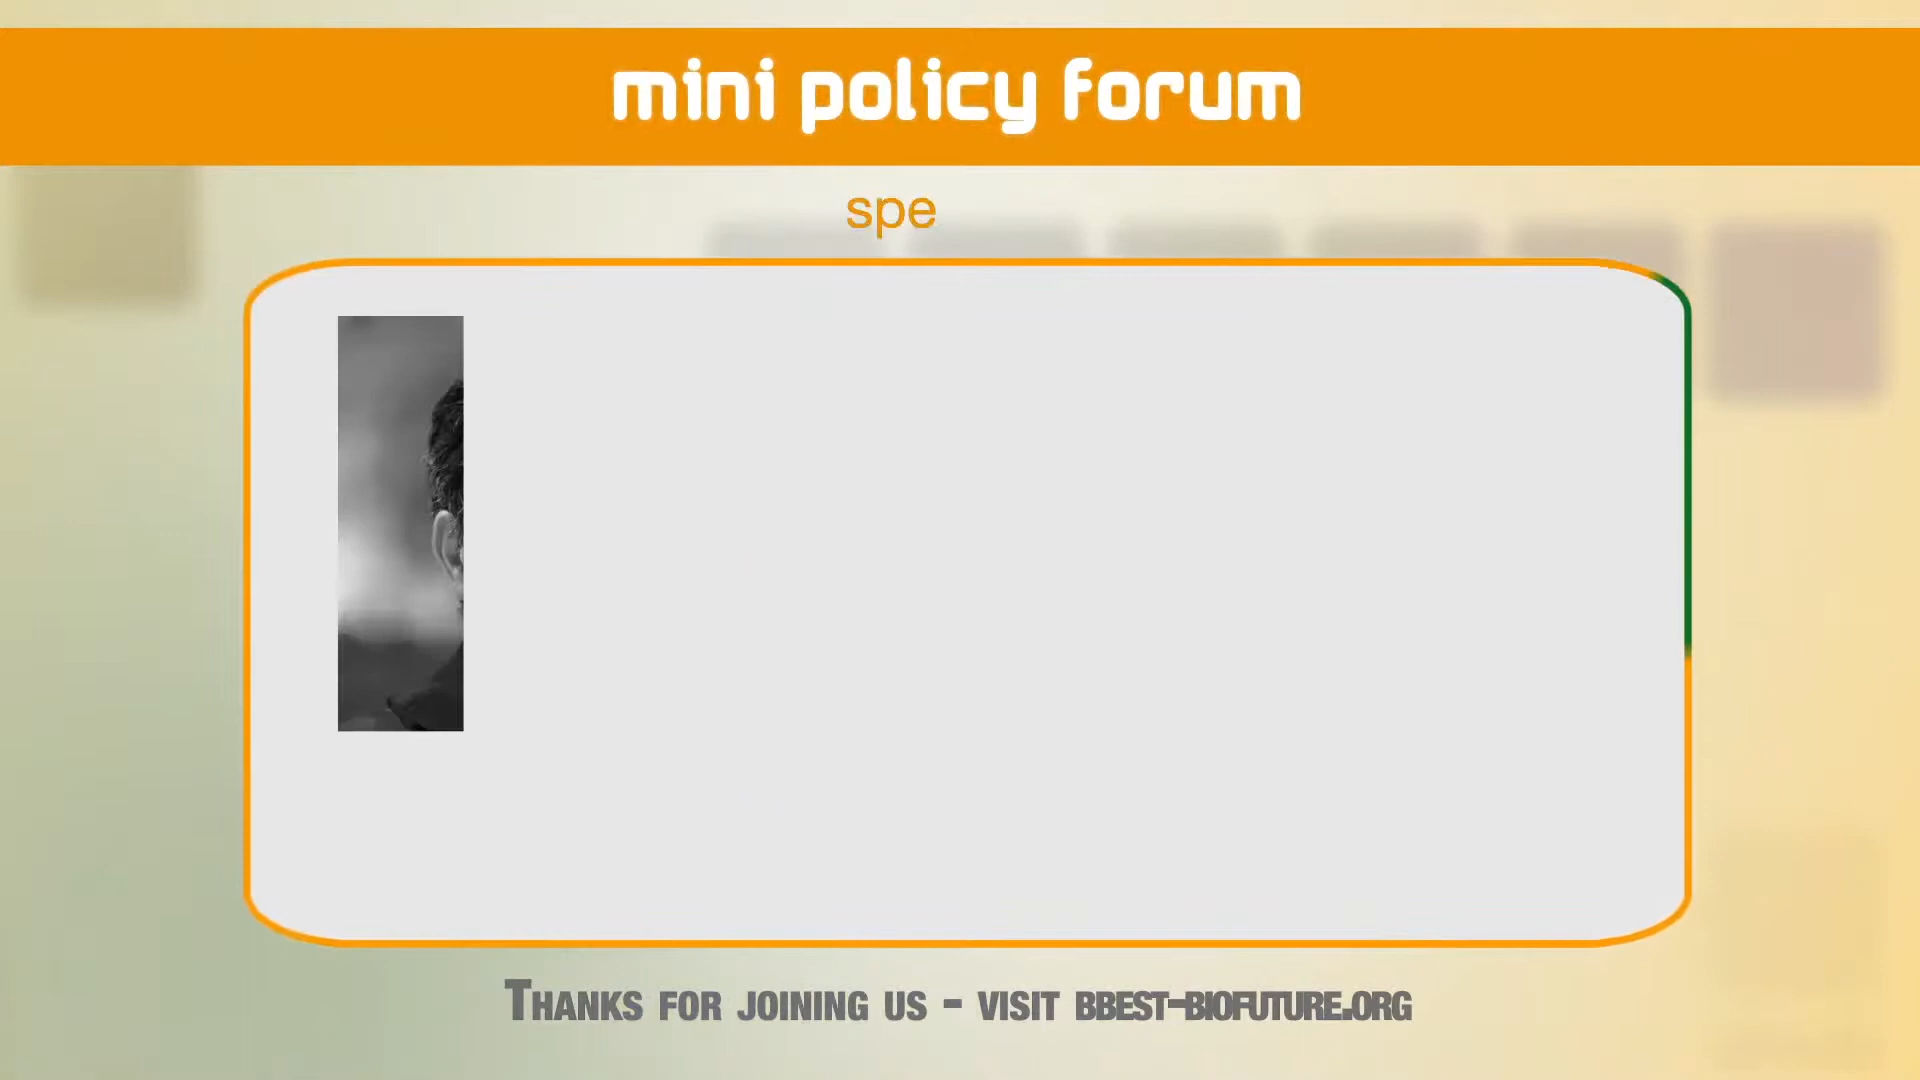 mini policy forum
spe
Thanks for joining us - visit bbest-biofuture.org